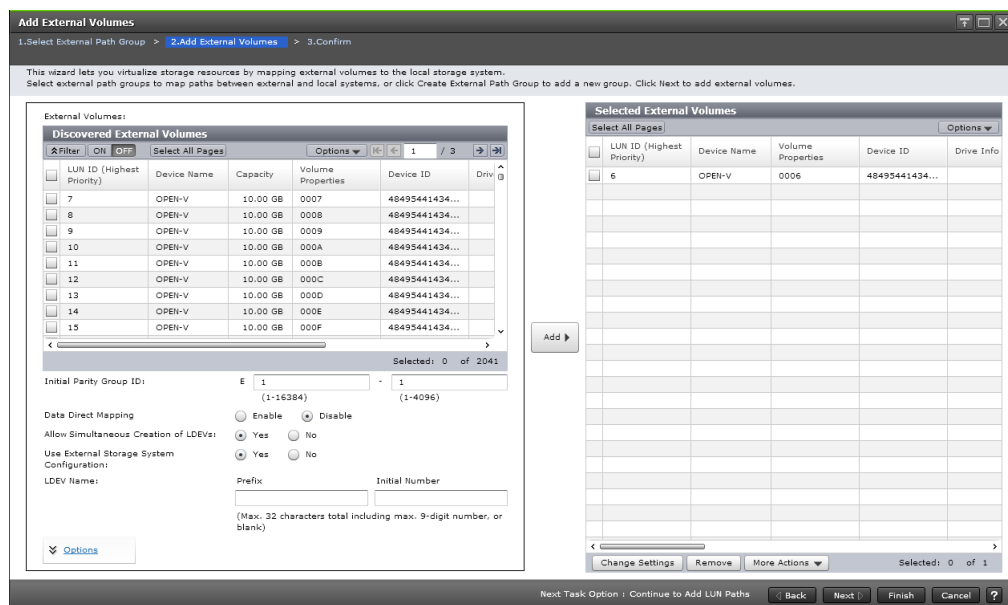 Add External Volumes
1.Select External Path Group > 2.Add External Volumes > 3.Confirm
This wizard lets you virtualize storage resources by mapping external volumes to the local storage system.
Select external path groups to map paths between external and local systems, or click Create External Path Group to add a new group. Click Next to add external volumes.
External Volumes:
Discovered External Volumes
Filter ON OFF Select All Pages Options 1 / 3
LUN ID (Highest Priority) Device Name Capacity Volume Properties Device ID Driv
7 OPEN-V 10.00 GB 0007 48495441434...
8 OPEN-V 10.00 GB 0008 48495441434...
9 OPEN-V 10.00 GB 0009 48495441434...
10 OPEN-V 10.00 GB 000A 48495441434...
11 OPEN-V 10.00 GB 000B 48495441434...
12 OPEN-V 10.00 GB 000C 48495441434...
13 OPEN-V 10.00 GB 000D 48495441434...
14 OPEN-V 10.00 GB 000E 48495441434...
15 OPEN-V 10.00 GB 000F 48495441434...
Selected: 0 of 2041
Initial Parity Group ID: E 1 - 1
(1-16384) (1-4096)
Data Direct Mapping Enable Disable
Allow Simultaneous Creation of LDEVs: Yes No
Use External Storage System Configuration: Yes No
LDEV Name: Prefix Initial Number
(Max. 32 characters total including max. 9-digit number, or blank)
Options
Add
Selected External Volumes
Select All Pages Options
LUN ID (Highest Priority) Device Name Volume Properties Device ID Drive Info
6 OPEN-V 0006 48495441434...
Change Settings Remove More Actions Selected: 0 of 1
Next Task Option : Continue to Add LUN Paths Back Next Finish Cancel ?